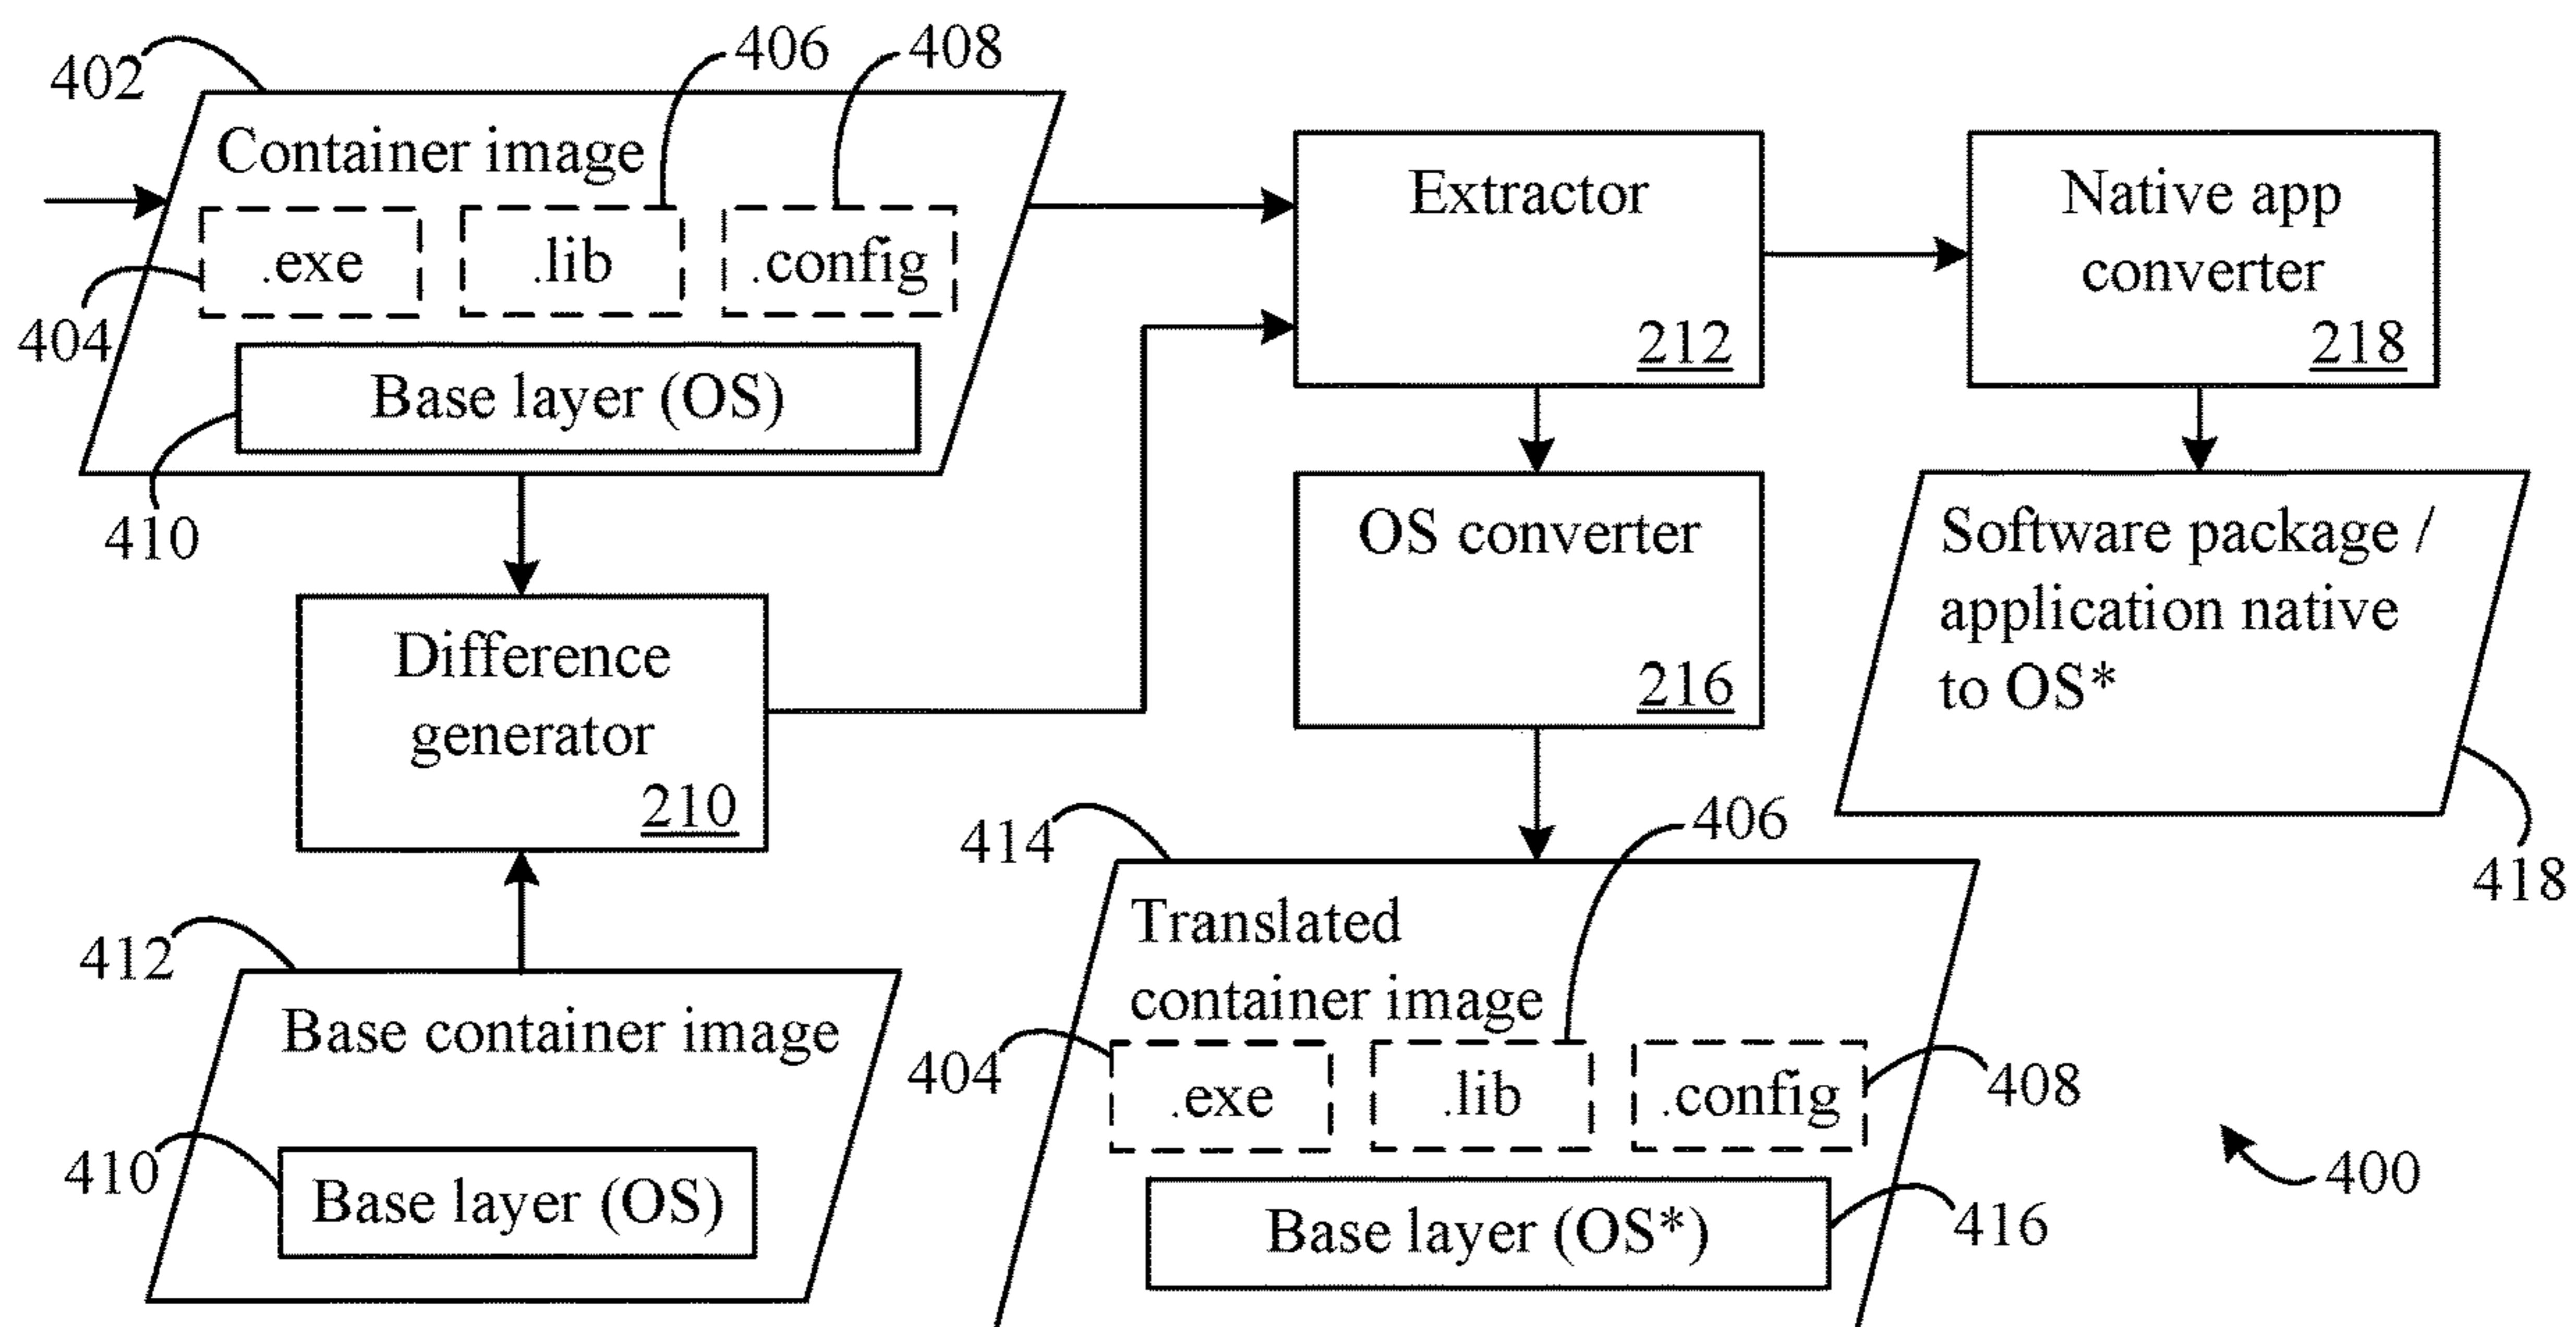 402
406
408
Container image
.exe
.lib
.config
404
Base layer (OS)
410
Extractor
212
Native app
converter
218
OS converter
216
Software package /
application native
to OS*
418
Difference
generator
210
412
Base container image
410
Base layer (OS)
414
406
Translated
container image
404
.exe
.lib
.config
408
Base layer (OS*)
416
400